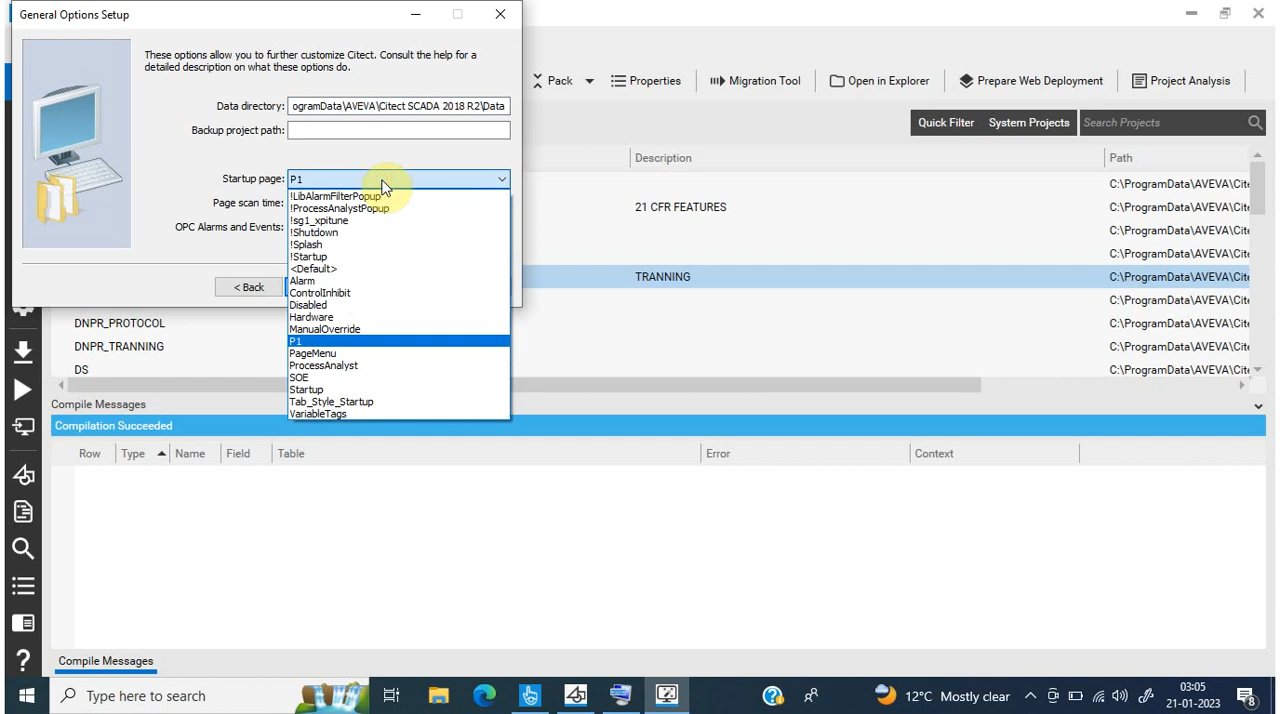 General Options Setup
These options allow you to further customize Citect. Consult the help for a
detailed description on what these options do.
Data directory: ogramData\AVEVA\Citect SCADA 2018 R2\Data
Backup project path:
Startup page: P1
Page scan time:
OPC Alarms and Events:
!LibAlarmFilterPopup
!ProcessAnalystPopup
!sg1_xpitune
!Shutdown
!Splash
!Startup
<Default>
Alarm
ControlInhibit
Disabled
Hardware
ManualOverride
P1
PageMenu
ProcessAnalyst
SOE
Startup
Tab_Style_Startup
VariableTags
< Back
Pack Properties Migration Tool Open in Explorer Prepare Web Deployment Project Analysis
Quick Filter System Projects Search Projects
Description Path
C:\ProgramData\AVEVA\Cite
21 CFR FEATURES C:\ProgramData\AVEVA\Cite
C:\ProgramData\AVEVA\Cite
C:\ProgramData\AVEVA\Cite
TRANNING C:\ProgramData\AVEVA\Cite
C:\ProgramData\AVEVA\Cite
DNPR_PROTOCOL C:\ProgramData\AVEVA\Cite
DNPR_TRANNING C:\ProgramData\AVEVA\Cite
DS C:\ProgramData\AVEVA\Cite
Compile Messages
Compilation Succeeded
Row Type Name Field Table Error Context
Compile Messages
Type here to search
12°C Mostly clear
03:05
21-01-2023
8